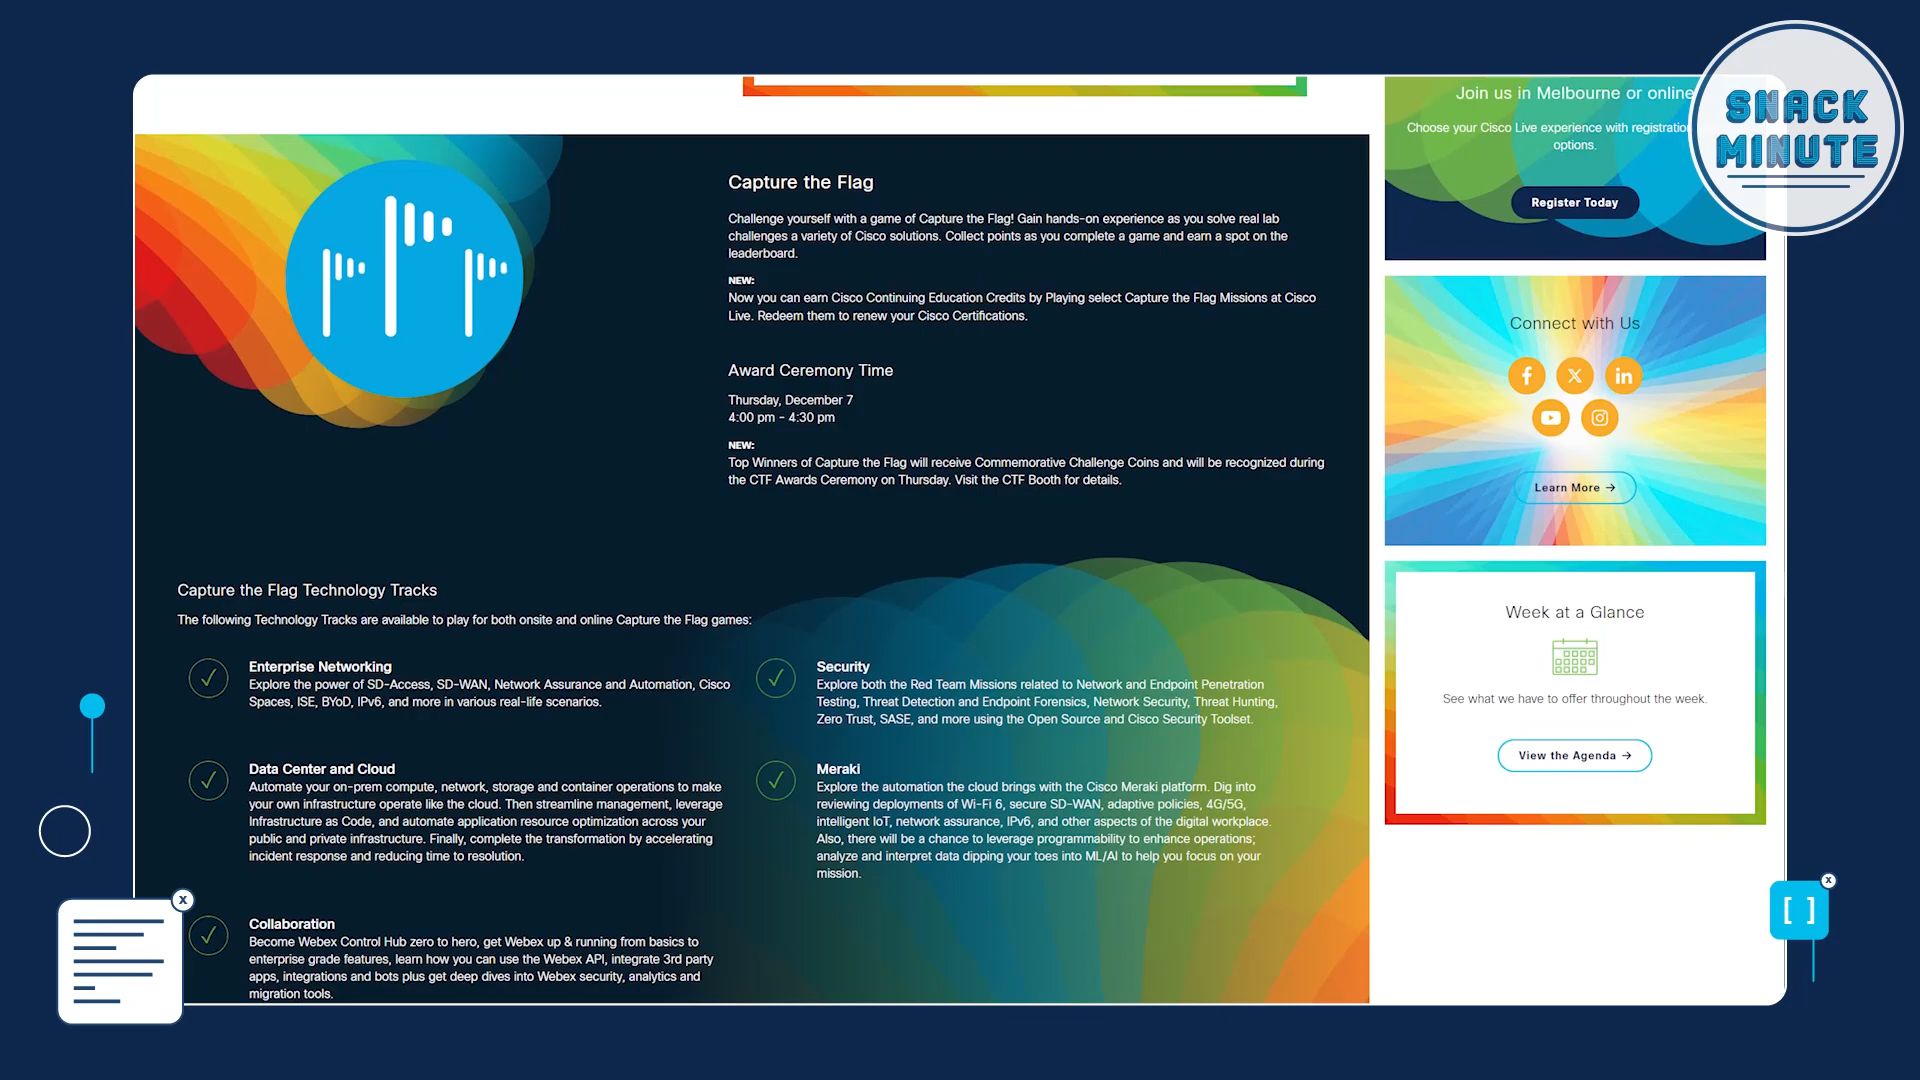 SNACK
MINUTE
Join us in Melbourne or online
Choose your Cisco Live experience with
options.
Register Today
Capture the Flag
Challenge yourself with a game of Capture the Flag! Gain hands-on experience as you solve real lab
challenges a variety of Cisco solutions. Collect points as you complete a game and earn a spot on the
leaderboard.
NEW:
Now you can earn Cisco Continuing Education Credits by Playing select Capture the Flag Missions at Cisco
Live. Redeem them to renew your Cisco Certifications.
Award Ceremony Time
Thursday, December 7
4:00 pm - 4:30 pm
NEW:
Top Winners of Capture the Flag will receive Commemorative Challenge Coins and will be recognized during
the CTF Awards Ceremony on Thursday. Visit the CTF Booth for details.
Connect with Us
f
X
in
Learn More →
Capture the Flag Technology Tracks
The following Technology Tracks are available to play for both onsite and online Capture the Flag games:
Enterprise Networking
Explore the power of SD-Access, SD-WAN, Network Assurance and Automation, Cisco
Spaces, ISE, BYoD, IPv6, and more in various real-life scenarios.
Security
Explore both the Red Team Missions related to Network and Endpoint Penetration
Testing, Threat Detection and Endpoint Forensics, Network Security, Threat Hunting,
Zero Trust, SASE, and more using the Open Source and Cisco Security Toolset.
Data Center and Cloud
Automate your on-prem compute, network, storage and container operations to make
your own infrastructure operate like the cloud. Then streamline management, leverage
Infrastructure as Code, and automate application resource optimization across your
public and private infrastructure. Finally, complete the transformation by accelerating
incident response and reducing time to resolution.
Meraki
Explore the automation the cloud brings with the Cisco Meraki platform. Dig into
reviewing deployments of Wi-Fi 6, secure SD-WAN, adaptive policies, 4G/5G,
intelligent IoT, network assurance, IPv6, and other aspects of the digital workplace.
Also, there will be a chance to leverage programmability to enhance operations;
analyze and interpret data dipping your toes into ML/AI to help you focus on your
mission.
Collaboration
Become Webex Control Hub zero to hero, get Webex up & running from basics to
enterprise grade features, learn how you can use the Webex API, integrate 3rd party
apps, integrations and bots plus get deep dives into Webex security, analytics and
migration tools.
Week at a Glance
See what we have to offer throughout the week.
View the Agenda →
x
x
[ ]